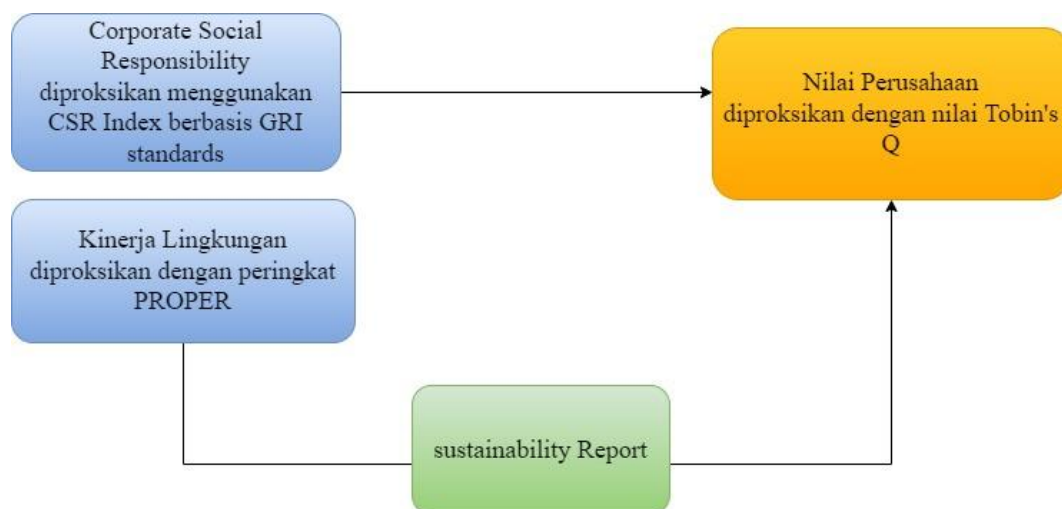 Corporate Social
Responsibility
diproksikan menggunakan
CSR Index berbasis GRI
standards
Nilai Perusahaan
diproksikan dengan nilai Tobin's
Q
Kinerja Lingkungan
diproksikan dengan peringkat
PROPER
sustainability Report